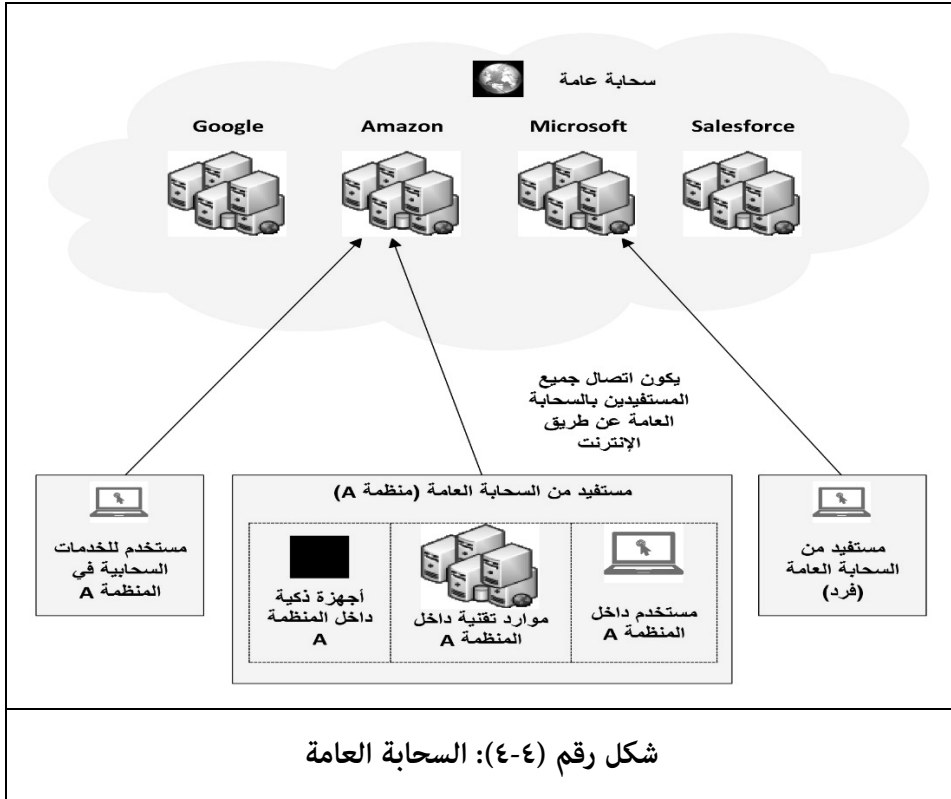 سحابة عامة
Google
Amazon
Microsoft
Salesforce
يكون اتصال جميع
المستفيدين بالسحابة
العامة عن طريق
الإنترنت
مستخدم للخدمات
السحابية في
المنظمة A
مستفيد من السحابة العامة (منظمة A)
أجهزة ذكية
داخل المنظمة
A
موارد تقنية داخل
المنظمة A
مستخدم داخل
المنظمة A
مستفيد من
السحابة العامة
(فرد)
شكل رقم (٤-٤): السحابة العامة